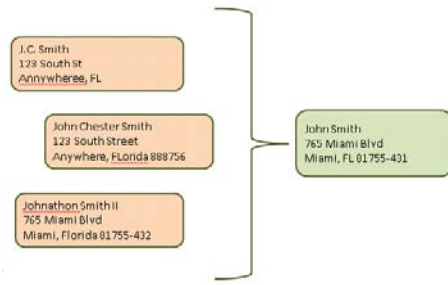 J.C. Smith
123 South St
Annywheree, FL
John Chester Smith
123 South Street
Anywhere, FLorida 888756
Johnathon Smith II
765 Miami Blvd
Miami, Florida 81755-432
John Smith
765 Miami Blvd
Miami, FL 81755-431